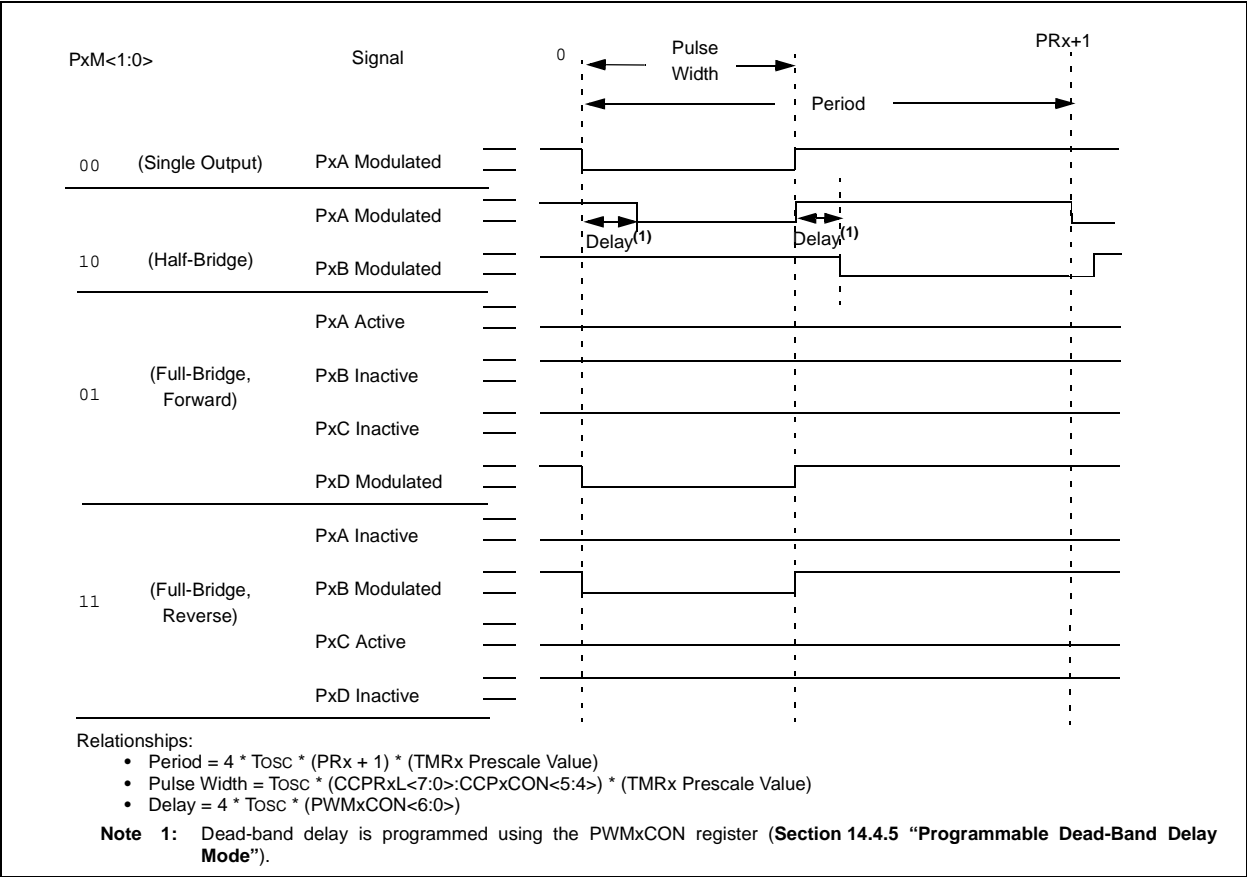 PxM<1:0> Signal 0 Pulse Width PRx+1
Period
00 (Single Output) PxA Modulated
PxA Modulated
Delay(1) Delay(1)
10 (Half-Bridge) PxB Modulated
PxA Active
01 (Full-Bridge, Forward) PxB Inactive
PxC Inactive
PxD Modulated
PxA Inactive
11 (Full-Bridge, Reverse) PxB Modulated
PxC Active
PxD Inactive
Relationships:
• Period = 4 * TOSC * (PRx + 1) * (TMRx Prescale Value)
• Pulse Width = TOSC * (CCPRxL<7:0>:CCPxCON<5:4>) * (TMRx Prescale Value)
• Delay = 4 * TOSC * (PWMxCON<6:0>)
Note 1: Dead-band delay is programmed using the PWMxCON register (Section 14.4.5 “Programmable Dead-Band Delay
Mode”).